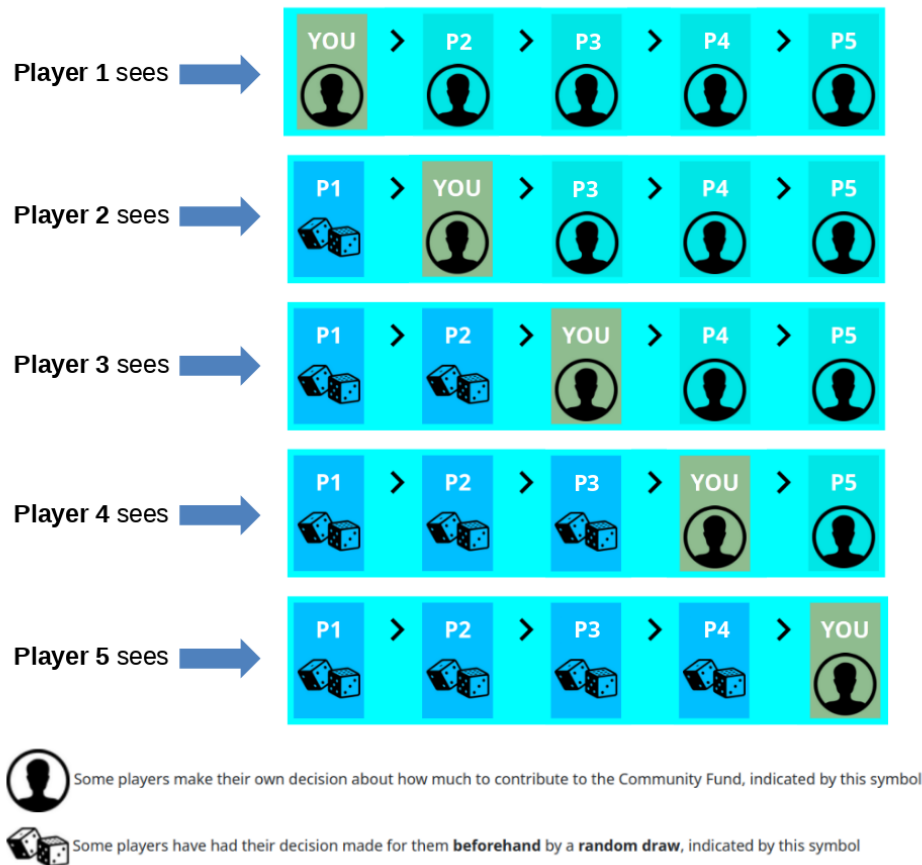 YOU > P2 > P3 > P4 > P5
Player 1 sees
P1 > YOU > P3 > P4 > P5
Player 2 sees
P1 > P2 > YOU > P4 > P5
Player 3 sees
P1 > P2 > P3 > YOU > P5
Player 4 sees
P1 > P2 > P3 > P4 > YOU
Player 5 sees
Some players make their own decision about how much to contribute to the Community Fund, indicated by this symbol
Some players have had their decision made for them beforehand by a random draw, indicated by this symbol